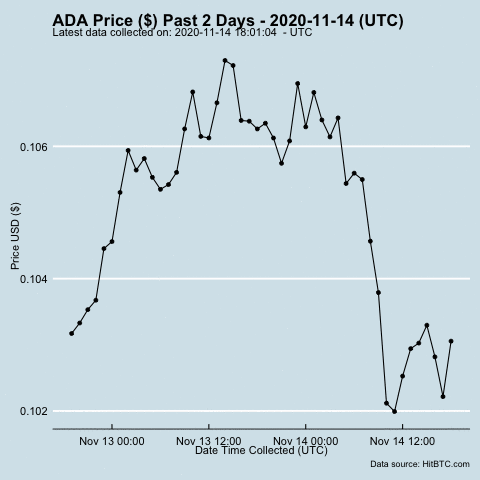 ADA Price ($) Past 2 Days - 2020-11-14 (UTC)
Latest data collected on: 2020-11-14 18:01:04 - UTC
Price USD ($)
0.106
0.104
0.102
Nov 13 00:00 Nov 13 12:00 Nov 14 00:00 Nov 14 12:00
Date Time Collected (UTC)
Data source: HitBTC.com